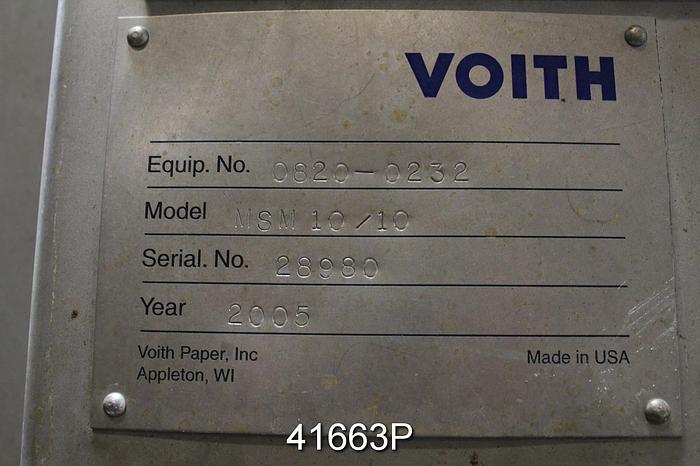 VOITH
Equip. No. 0820-0232
Model MSM 10/10
Serial. No. 28980
Year 2005
Voith Paper, Inc
Appleton, WI
Made in USA
41663P